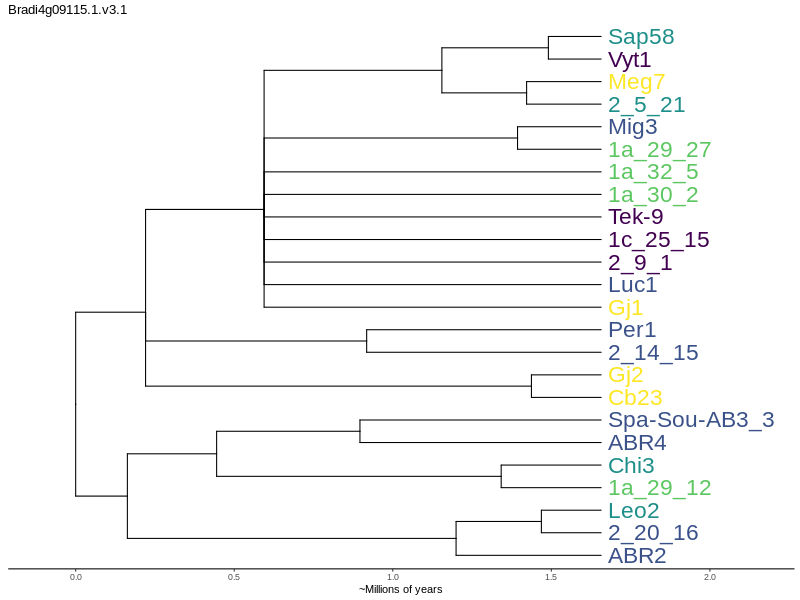 Bradi4g09115.1.v3.1
Sap58
Vyt1
Meg7
2_5_21
Mig3
1a_29_27
1a_32_5
1a_30_2
Tek-9
1c_25_15
2_9_1
Luc1
Gj1
Per1
2_14_15
Gj2
Cb23
Spa-Sou-AB3_3
ABR4
Chi3
1a_29_12
Leo2
2_20_16
ABR2
0.0 0.5 1.0 1.5 2.0
~Millions of years